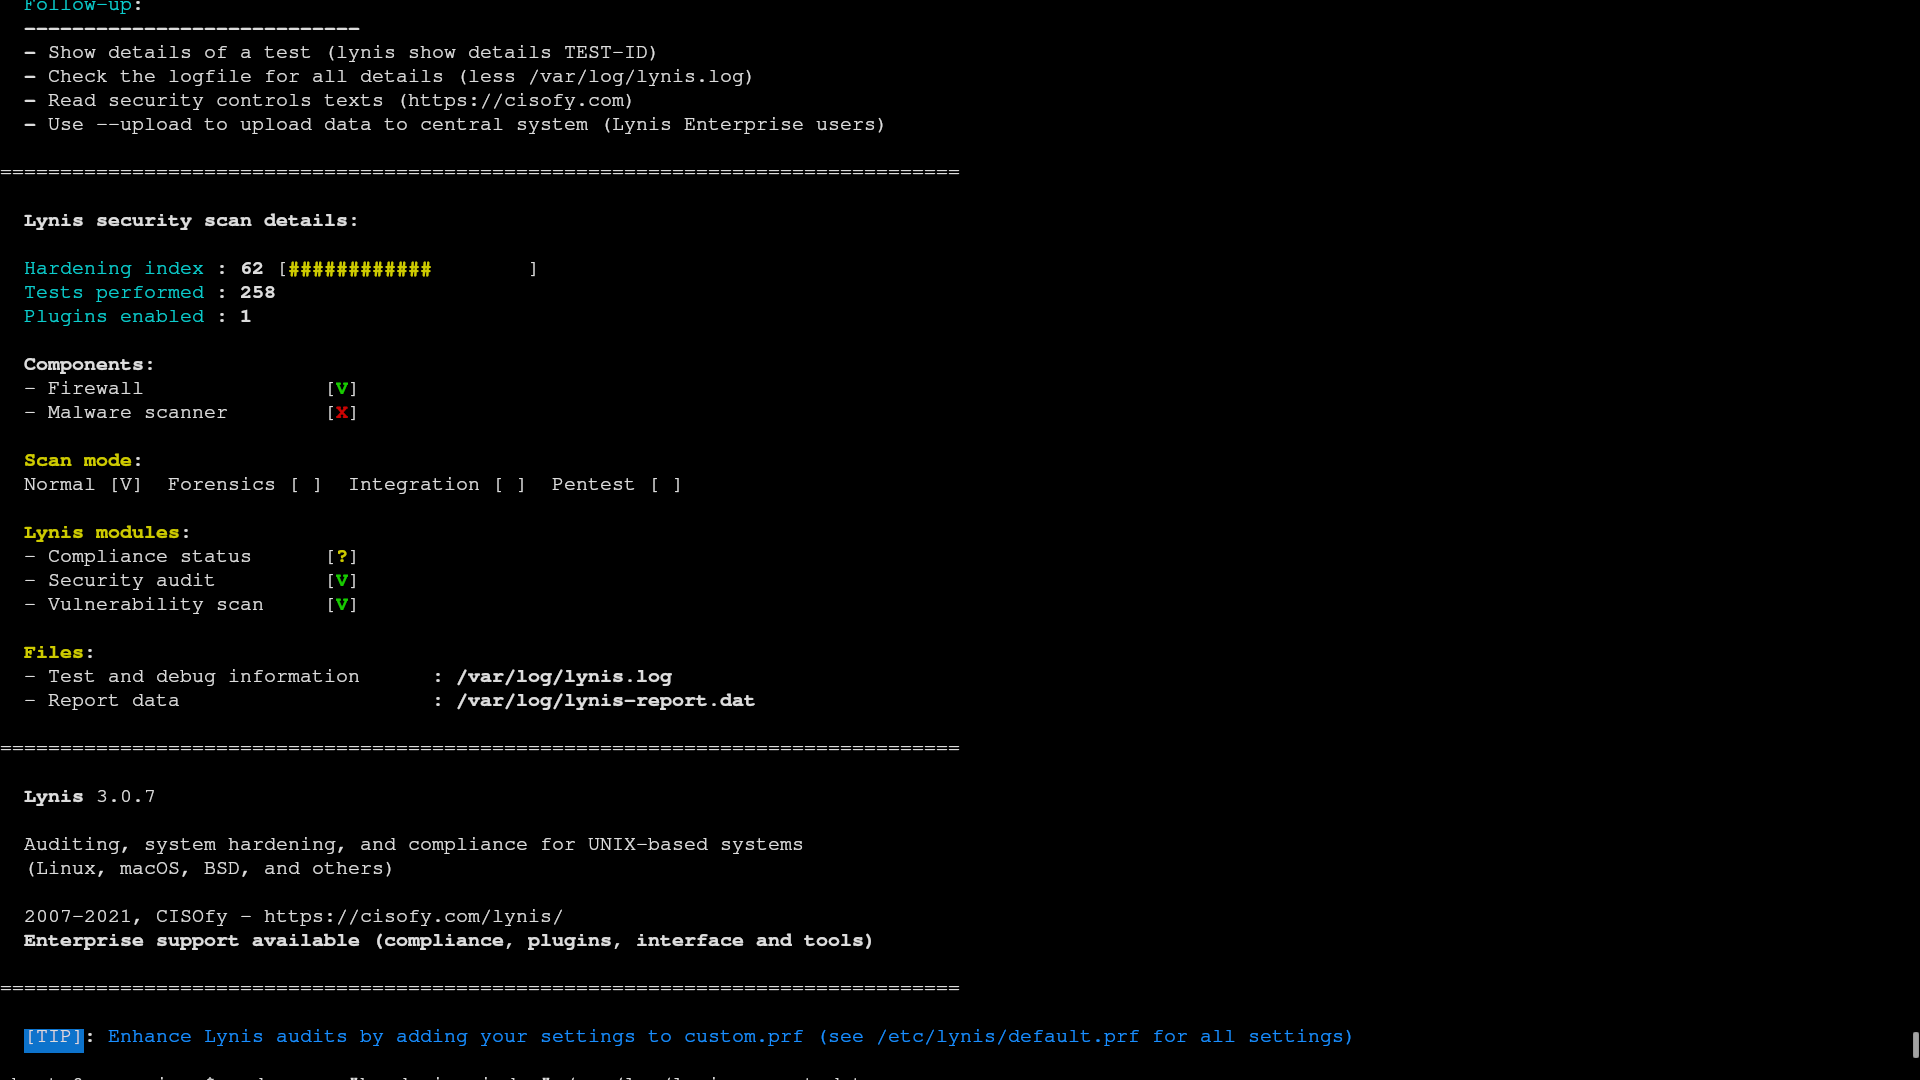 Follow-up:
----------------------------
- Show details of a test (lynis show details TEST-ID)
- Check the logfile for all details (less /var/log/lynis.log)
- Read security controls texts (https://cisofy.com)
- Use --upload to upload data to central system (Lynis Enterprise users)
================================================================================
Lynis security scan details:
Hardening index : 62 [############        ]
Tests performed : 258
Plugins enabled : 1
Components:
- Firewall               [V]
- Malware scanner        [X]
Scan mode:
Normal [V]  Forensics [ ]  Integration [ ]  Pentest [ ]
Lynis modules:
- Compliance status      [?]
- Security audit         [V]
- Vulnerability scan     [V]
Files:
- Test and debug information      : /var/log/lynis.log
- Report data                     : /var/log/lynis-report.dat
================================================================================
Lynis 3.0.7
Auditing, system hardening, and compliance for UNIX-based systems
(Linux, macOS, BSD, and others)
2007-2021, CISOfy - https://cisofy.com/lynis/
Enterprise support available (compliance, plugins, interface and tools)
================================================================================
[TIP]: Enhance Lynis audits by adding your settings to custom.prf (see /etc/lynis/default.prf for all settings)